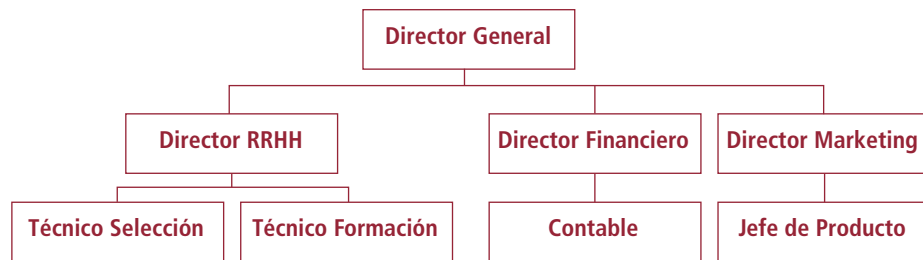 Director General
Director RRHH
Director Financiero
Director Marketing
Técnico Selección
Técnico Formación
Contable
Jefe de Producto